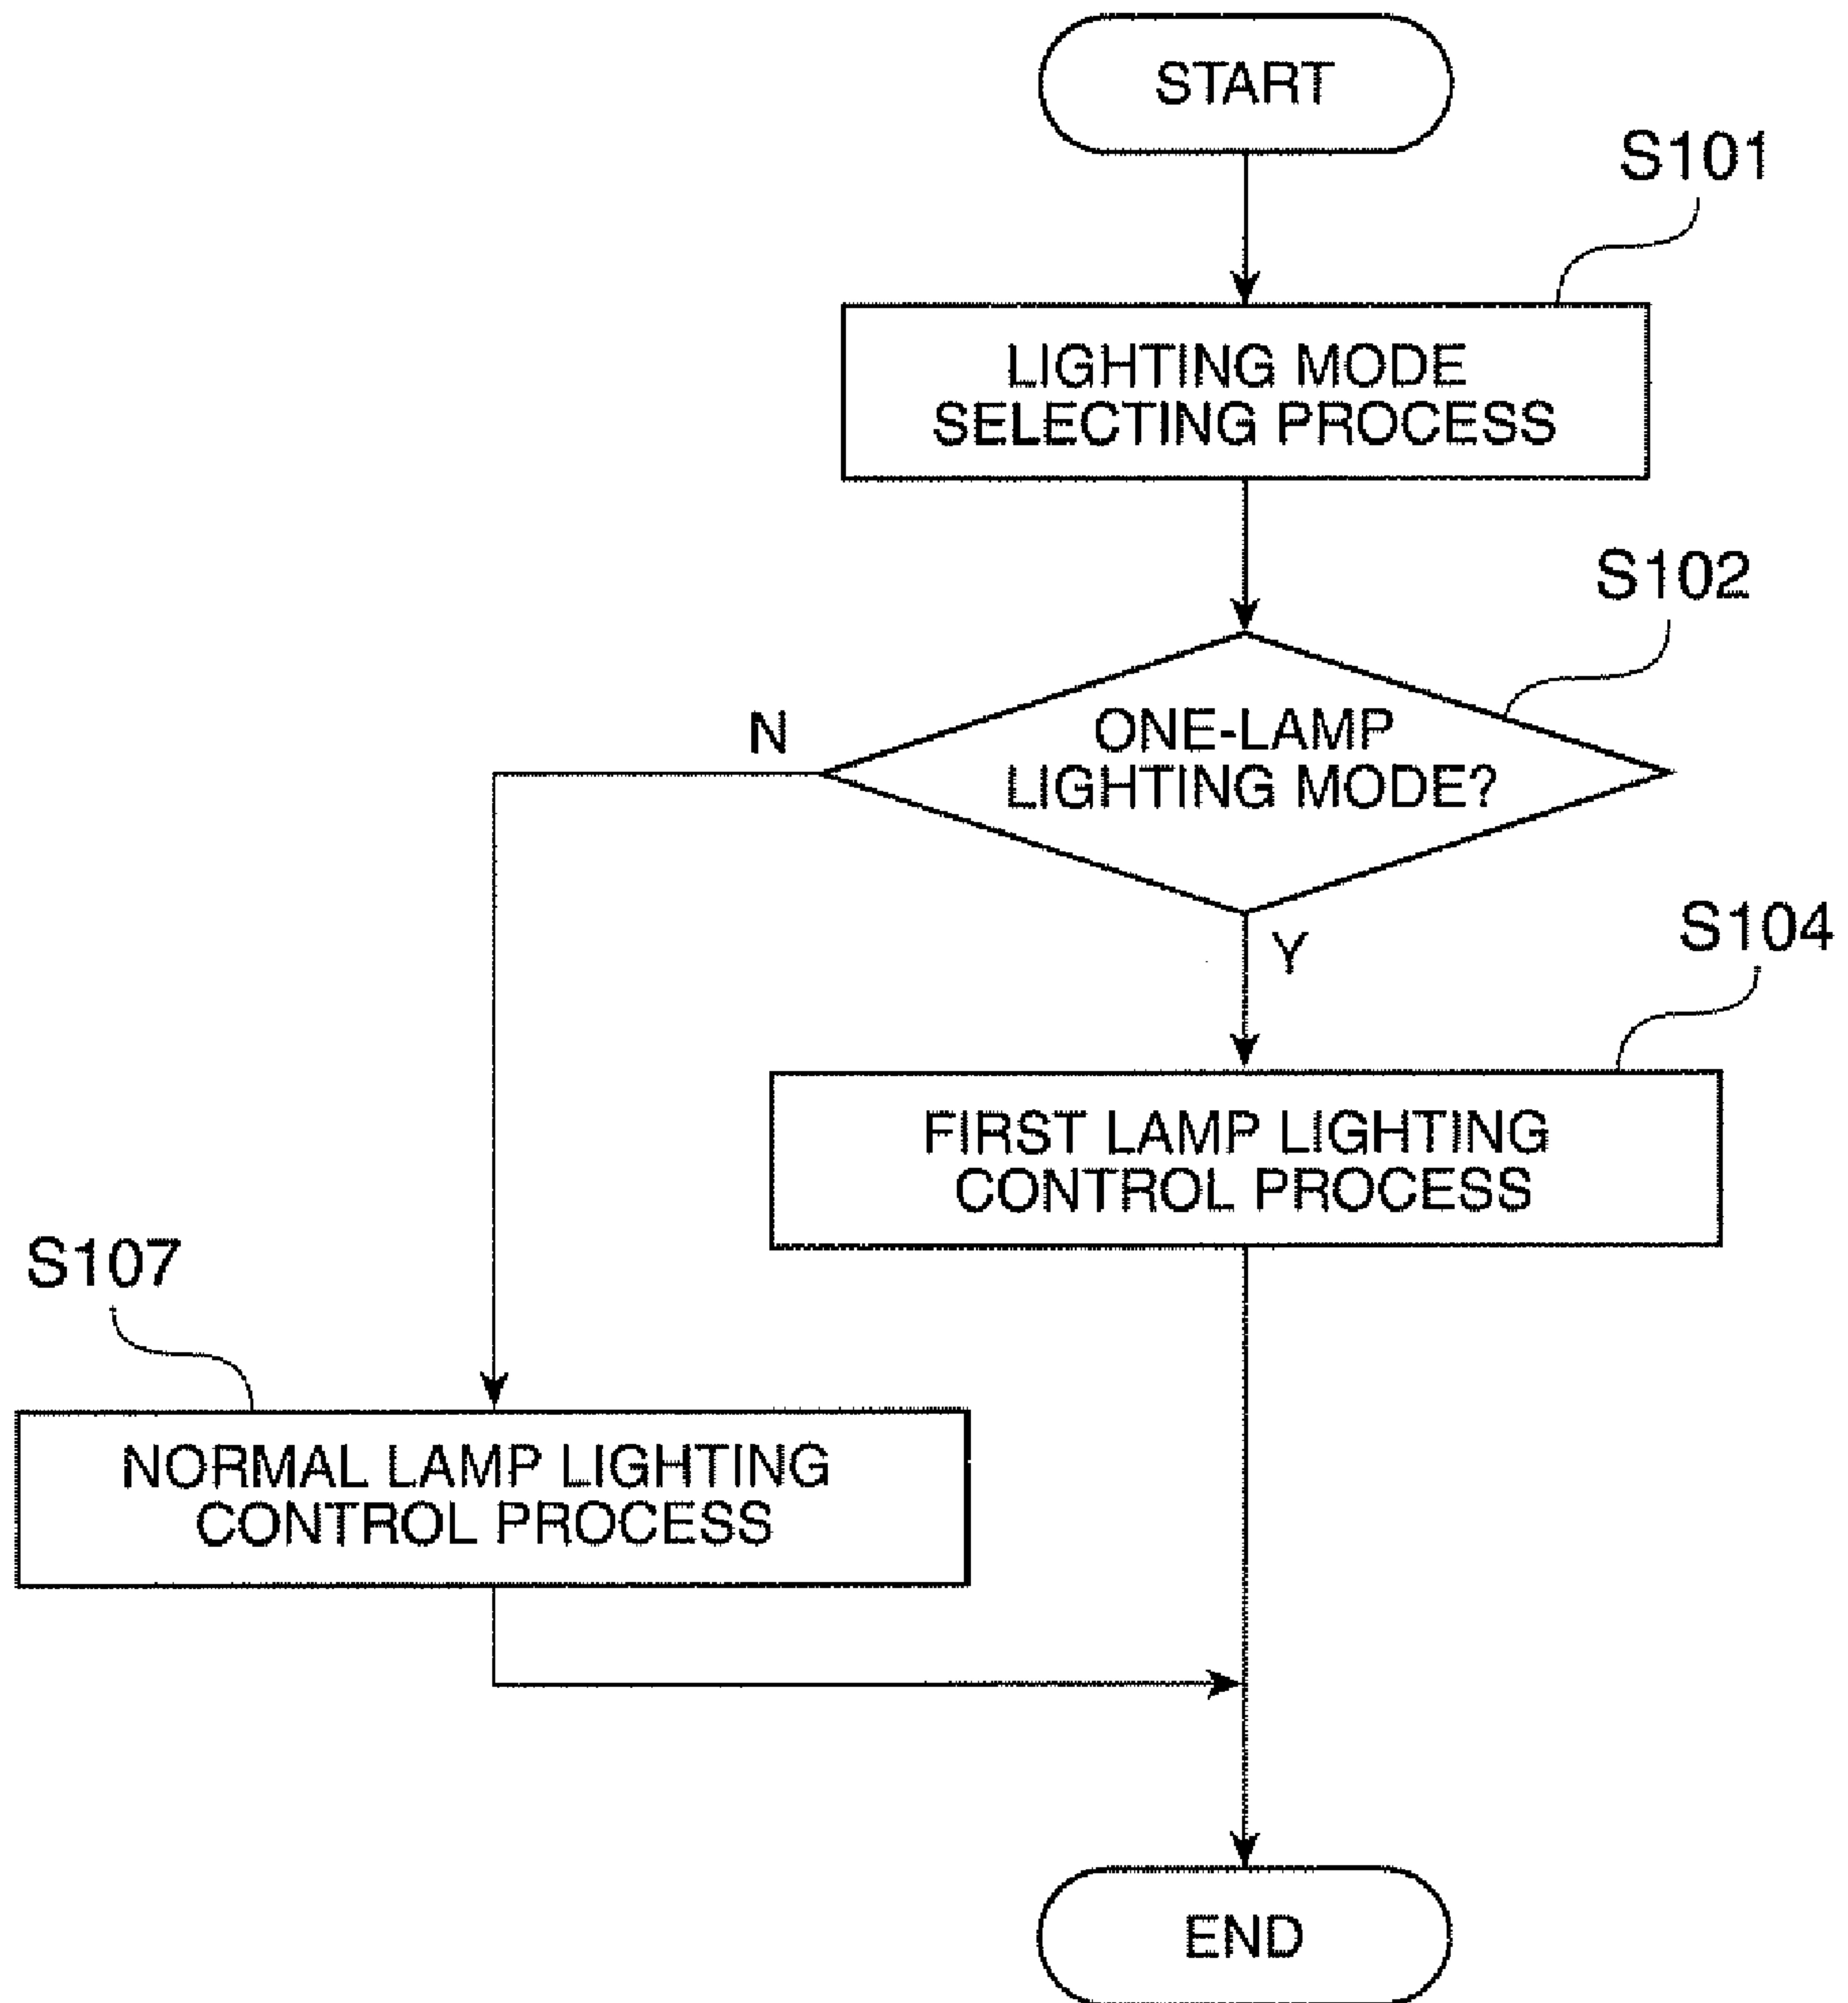 START
S101
LIGHTING MODE
SELECTING PROCESS
S102
ONE-LAMP
LIGHTING MODE?
N
Y
S104
FIRST LAMP LIGHTING
CONTROL PROCESS
S107
NORMAL LAMP LIGHTING
CONTROL PROCESS
END